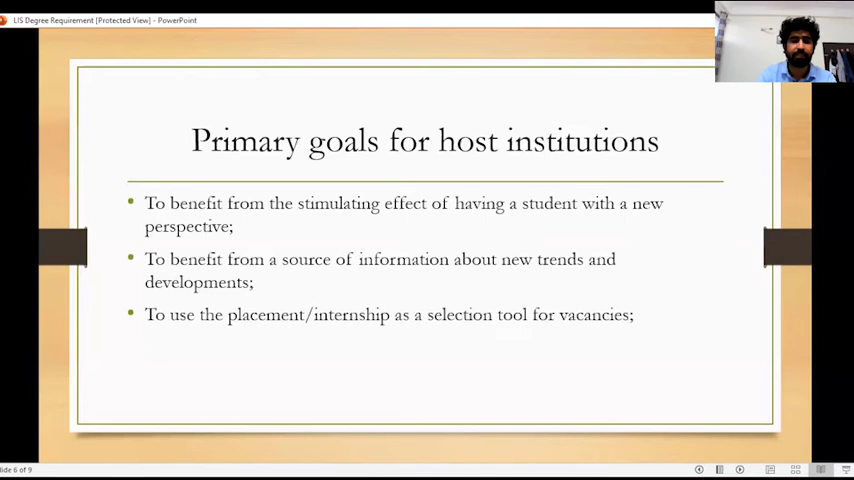 LIS Degree Requirement [Protected View] - PowerPoint
Primary goals for host institutions
• To benefit from the stimulating effect of having a student with a new
perspective;
• To benefit from a source of information about new trends and
developments;
• To use the placement/internship as a selection tool for vacancies;
lide 6 of 9